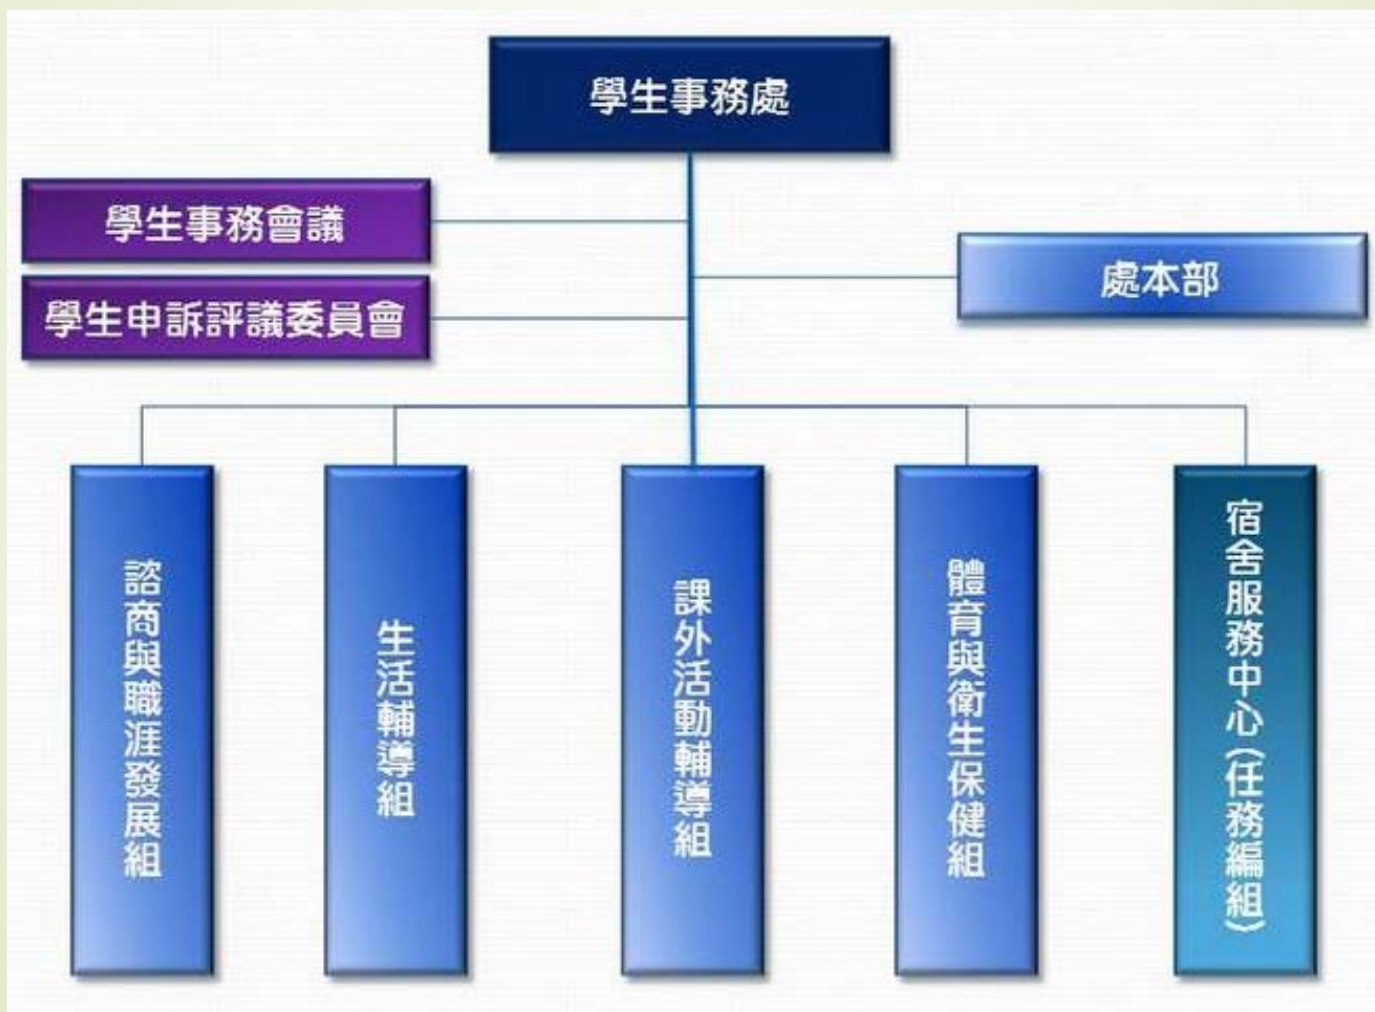 學生事務處
學生事務會議
處本部
學生申訴評議委員會
諮商與職涯發展組
生活輔導組
課外活動輔導組
體育與衛生保健組
宿舍服務中心(任務編組)